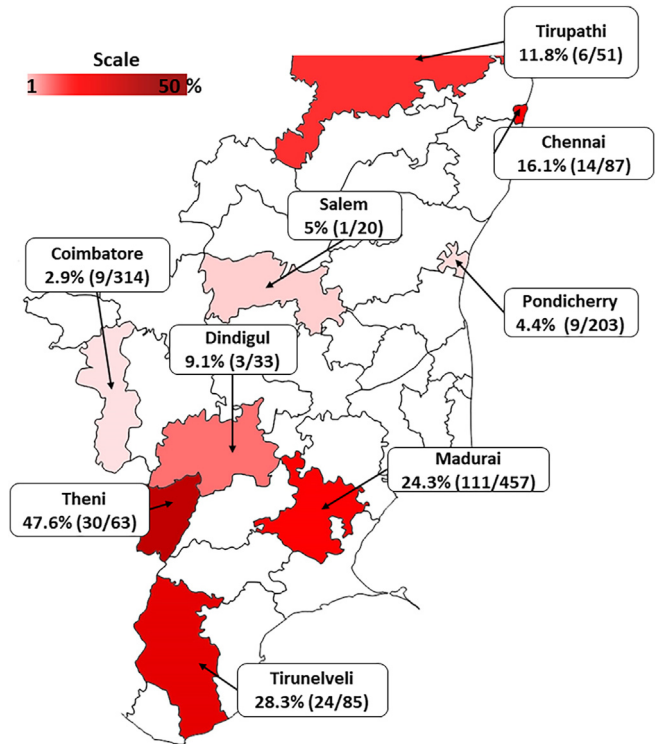 Tirupathi
11.8% (6/51)
Scale
1 50 %
Chennai
16.1% (14/87)
Salem
5% (1/20)
Coimbatore
2.9% (9/314)
Pondicherry
4.4% (9/203)
Dindigul
9.1% (3/33)
Madurai
24.3% (111/457)
Theni
47.6% (30/63)
Tirunelveli
28.3% (24/85)